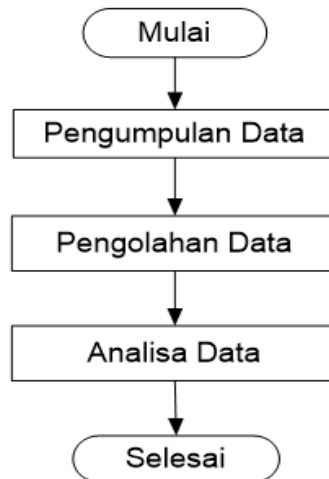 Mulai
Pengumpulan Data
Pengolahan Data
Analisa Data
Selesai